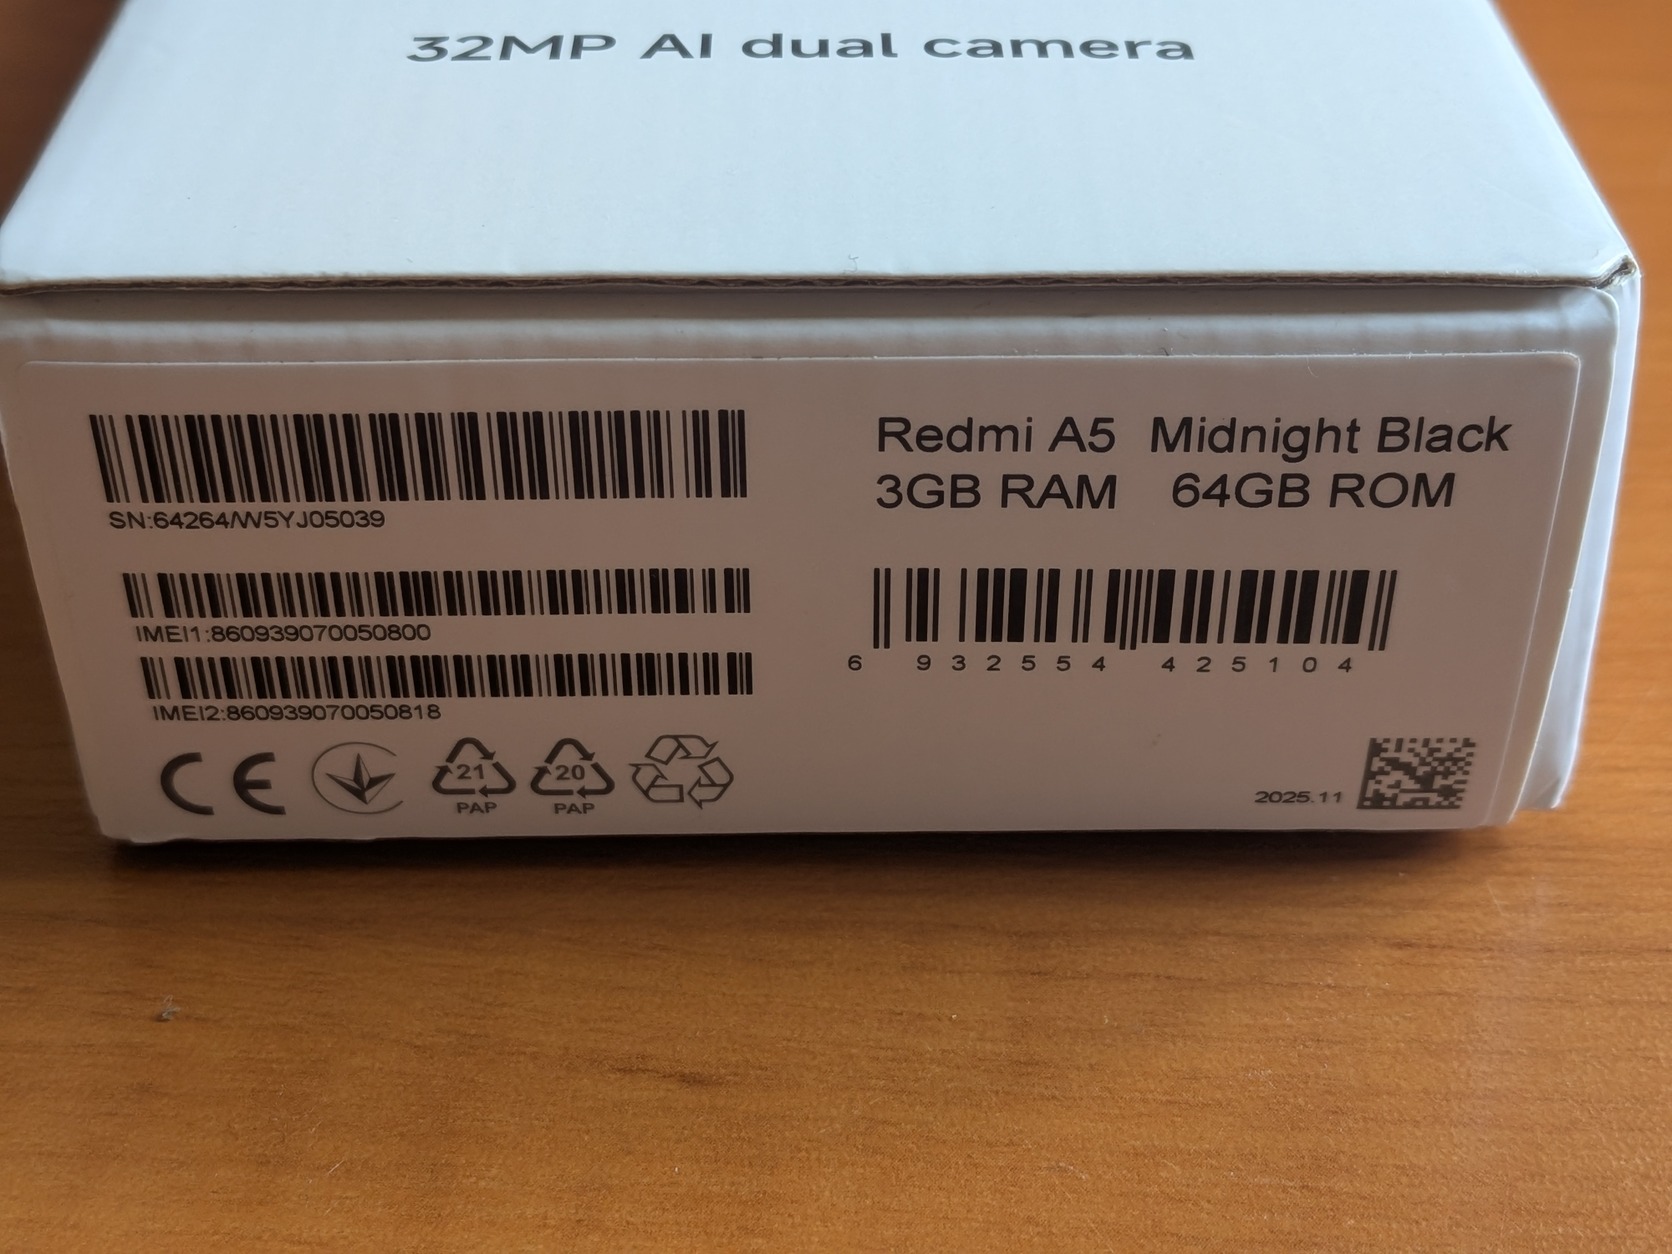 32MP AI dual camera
SN:64264/W5YJ05039
IMEI1:860939070050800
IMEI2:860939070050818
CE
21
PAP
20
PAP
Redmi A5 Midnight Black
3GB RAM 64GB ROM
6 932554 425104
2025.11